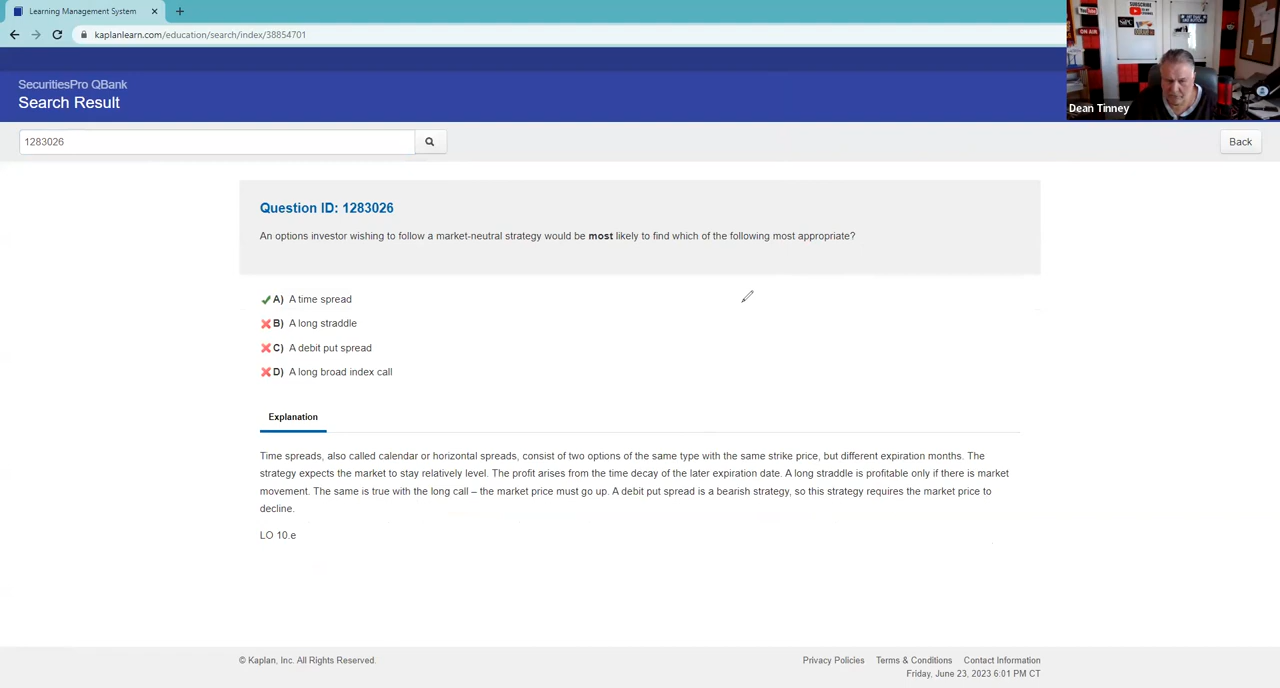 Learning Management System
kaplanlearn.com/education/search/index/38854701
SecuritiesPro QBank
Search Result
1283026
Back
Dean Tinney
SUBSCRIBE
ON AIR
SIPC
Question ID: 1283026
An options investor wishing to follow a market-neutral strategy would be most likely to find which of the following most appropriate?
A) A time spread
B) A long straddle
C) A debit put spread
D) A long broad index call
Explanation
Time spreads, also called calendar or horizontal spreads, consist of two options of the same type with the same strike price, but different expiration months. The
strategy expects the market to stay relatively level. The profit arises from the time decay of the later expiration date. A long straddle is profitable only if there is market
movement. The same is true with the long call – the market price must go up. A debit put spread is a bearish strategy, so this strategy requires the market price to
decline.
LO 10.e
© Kaplan, Inc. All Rights Reserved.
Privacy Policies Terms & Conditions Contact Information
Friday, June 23, 2023 6:01 PM CT